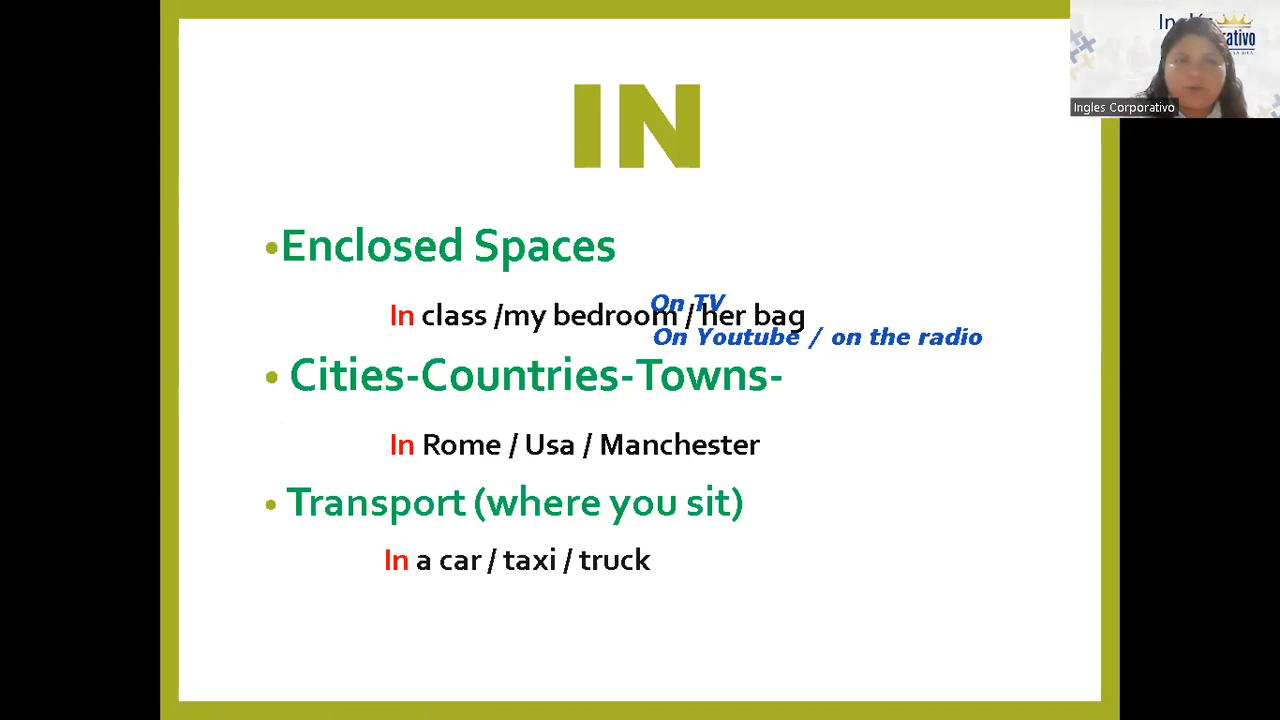 IN
•Enclosed Spaces
In class /my bedroom / her bag
On TV
On Youtube / on the radio
• Cities-Countries-Towns-
In Rome / Usa / Manchester
• Transport (where you sit)
In a car / taxi / truck
Ingles Corporativo